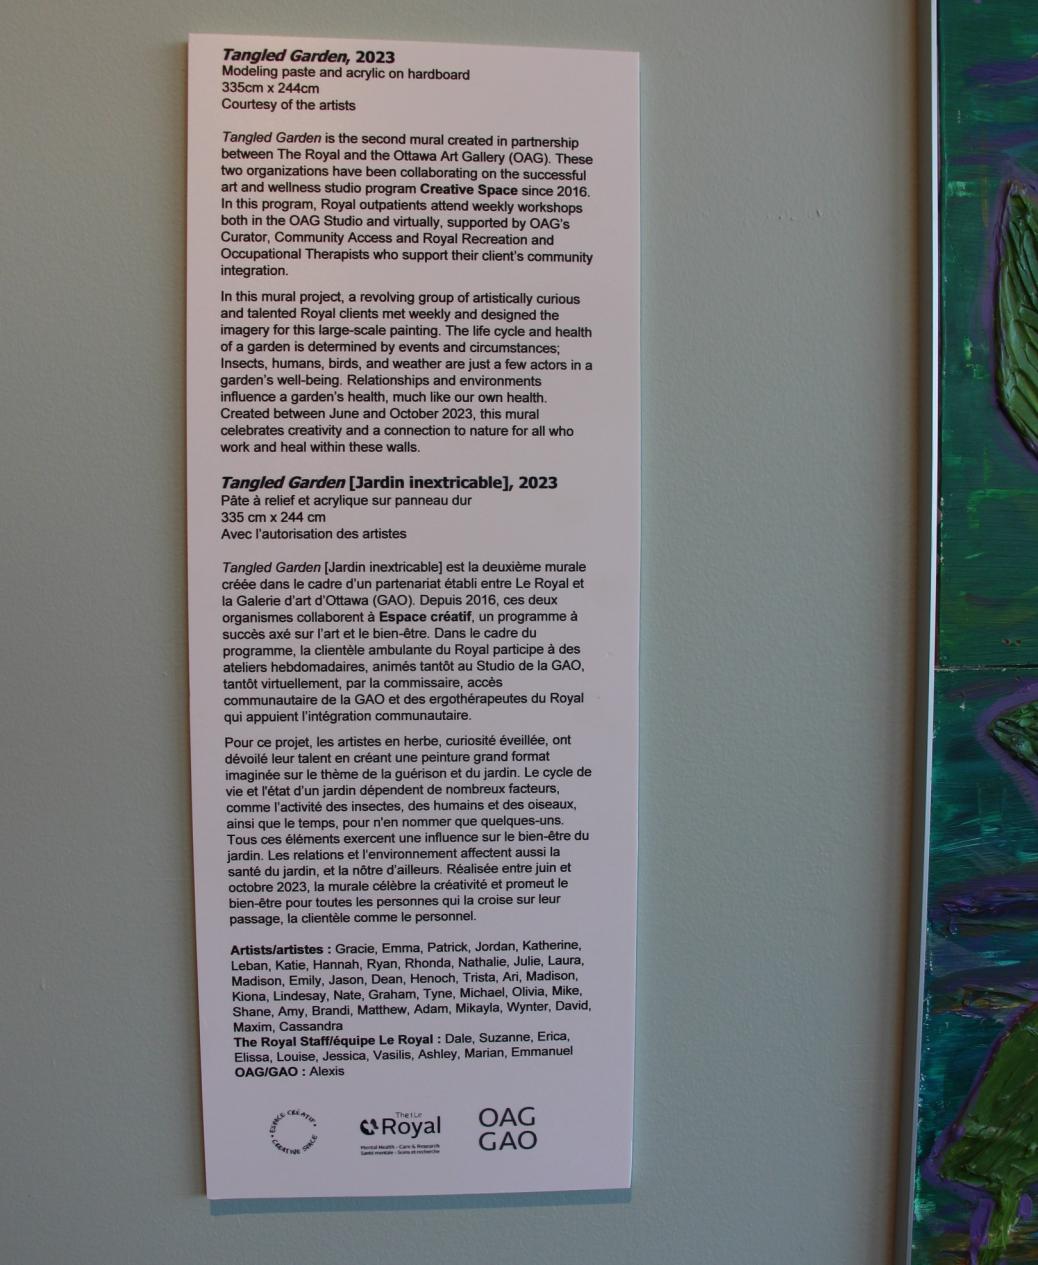 Tangled Garden, 2023
Modeling paste and acrylic on hardboard
335cm x 244cm
Courtesy of the artists
Tangled Garden is the second mural created in partnership
between The Royal and the Ottawa Art Gallery (OAG). These
two organizations have been collaborating on the successful
art and wellness studio program Creative Space since 2016.
In this program, Royal outpatients attend weekly workshops
both in the OAG Studio and virtually, supported by OAG's
Curator, Community Access and Royal Recreation and
Occupational Therapists who support their client's community
integration.
In this mural project, a revolving group of artistically curious
and talented Royal clients met weekly and designed the
imagery for this large-scale painting. The life cycle and health
of a garden is determined by events and circumstances;
Insects, humans, birds, and weather are just a few actors in a
garden's well-being. Relationships and environments
influence a garden's health, much like our own health.
Created between June and October 2023, this mural
celebrates creativity and a connection to nature for all who
work and heal within these walls.
Tangled Garden [Jardin inextricable], 2023
Pâte à relief et acrylique sur panneau dur
335 cm x 244 cm
Avec l'autorisation des artistes
Tangled Garden [Jardin inextricable] est la deuxième murale
créée dans le cadre d'un partenariat établi entre Le Royal et
la Galerie d'art d'Ottawa (GAO). Depuis 2016, ces deux
organismes collaborent à Espace créatif, un programme à
succès axé sur l'art et le bien-être. Dans le cadre du
programme, la clientèle ambulante du Royal participe à des
ateliers hebdomadaires, animés tantôt au Studio de la GAO,
tantôt virtuellement, par la commissaire, accès
communautaire de la GAO et des ergothérapeutes du Royal
qui appuient l'intégration communautaire.
Pour ce projet, les artistes en herbe, curiosité éveillée, ont
dévoilé leur talent en créant une peinture grand format
imaginée sur le thème de la guérison et du jardin. Le cycle de
vie et l'état d'un jardin dépendent de nombreux facteurs,
comme l'activité des insectes, des humains et des oiseaux,
ainsi que le temps, pour n'en nommer que quelques-uns.
Tous ces éléments exercent une influence sur le bien-être du
jardin. Les relations et l'environnement affectent aussi la
santé du jardin, et la nôtre d'ailleurs. Réalisée entre juin et
octobre 2023, la murale célèbre la créativité et promeut le
bien-être pour toutes les personnes qui la croise sur leur
passage, la clientèle comme le personnel.
Artists/artistes : Gracie, Emma, Patrick, Jordan, Katherine,
Leban, Katie, Hannah, Ryan, Rhonda, Nathalie, Julie, Laura,
Madison, Emily, Jason, Dean, Henoch, Trista, Ari, Madison,
Kiona, Lindesay, Nate, Graham, Tyne, Michael, Olivia, Mike,
Shane, Amy, Brandi, Matthew, Adam, Mikayla, Wynter, David,
Maxim, Cassandra
The Royal Staff/équipe Le Royal : Dale, Suzanne, Erica,
Elissa, Louise, Jessica, Vasilis, Ashley, Marian, Emmanuel
OAG/GAO : Alexis
ESPACE CRÉATIF • CREATIVE SPACE •
The | Le
Royal
Mental Health - Care & Research
Santé mentale - Soins et recherche
OAG
GAO